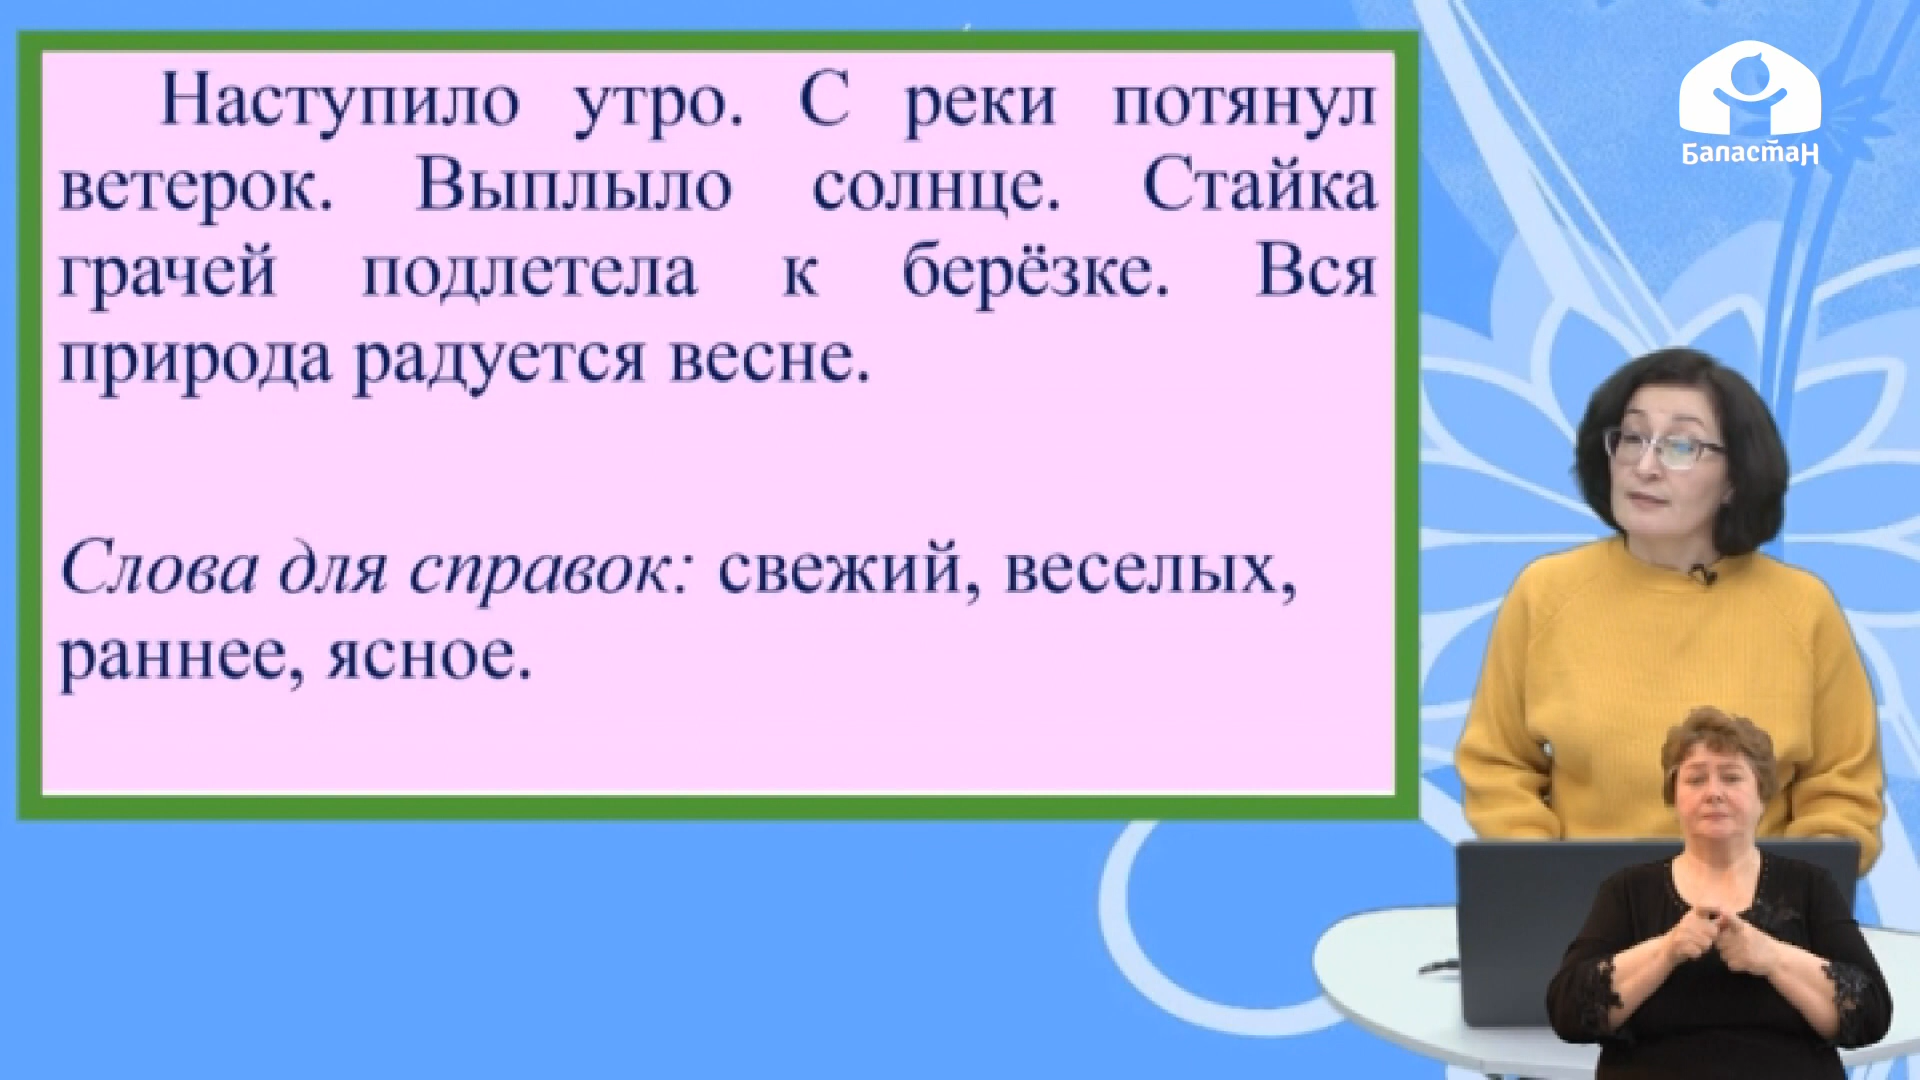 Наступило утро. С реки потянул
ветерок. Выплыло солнце. Стайка
грачей подлетела к берёзке. Вся
природа радуется весне.
Слова для справок: свежий, веселых,
раннее, ясное.
Баластан